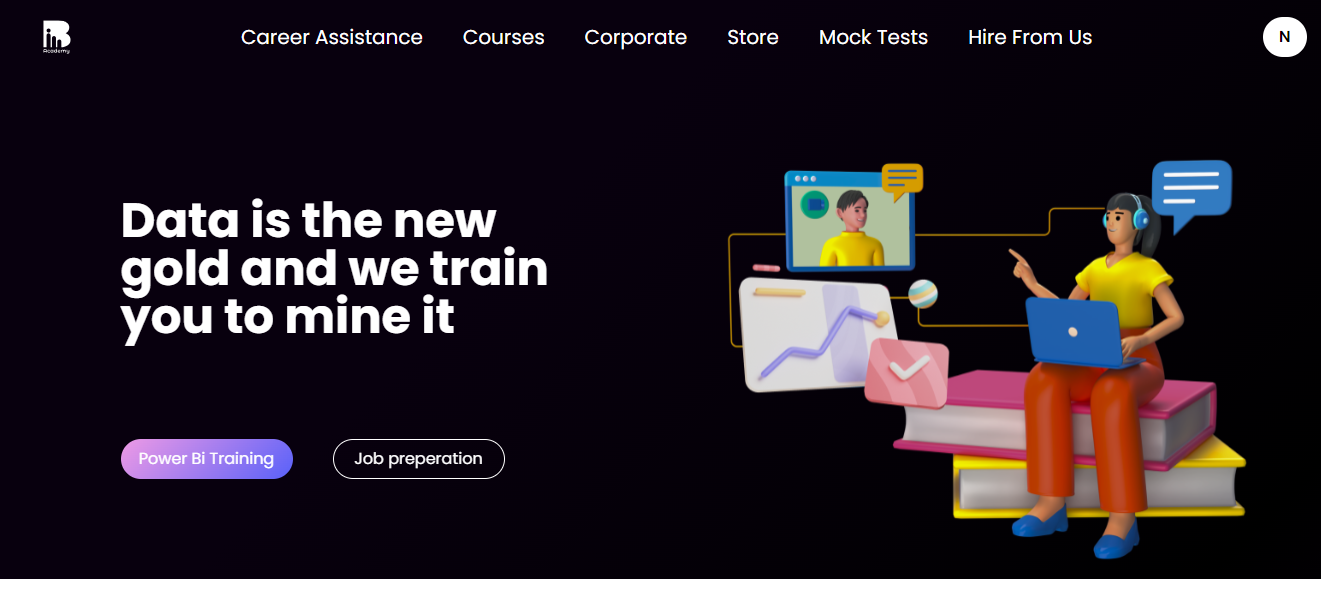 Academy
Career Assistance Courses Corporate Store Mock Tests Hire From Us N
Data is the new
gold and we train
you to mine it
Power Bi Training Job preperation